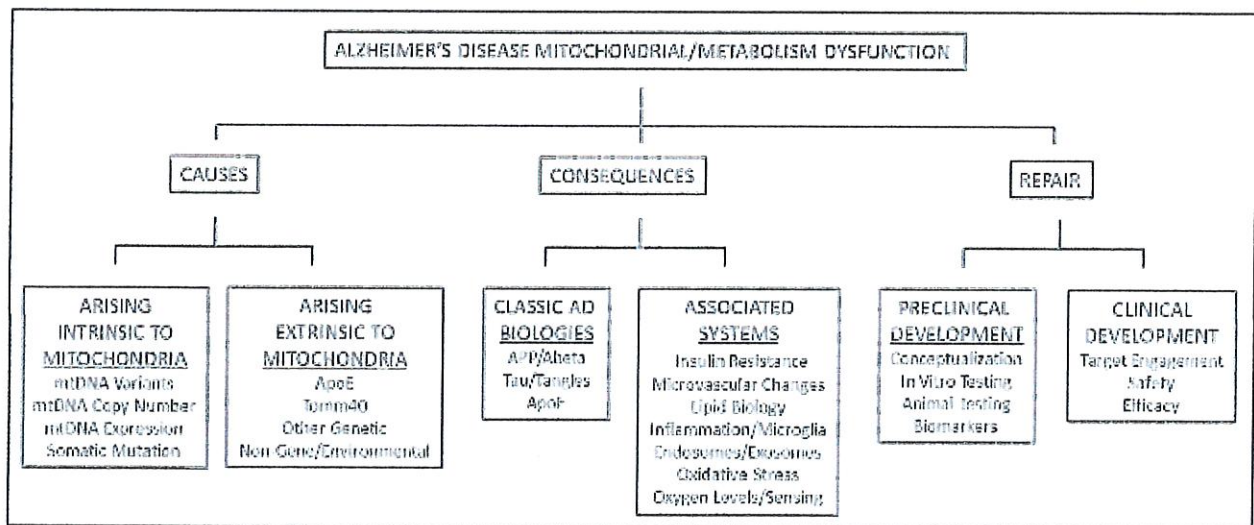 ALZHEIMER'S DISEASE MITOCHONDRIAL/METABOLISM DYSFUNCTION
CAUSES
CONSEQUENCES
REPAIR
ARISING
INTRINSIC TO
MITOCHONDRIA
mtDNA Variants
mtDNA Copy Number
mtDNA Expression
Somatic Mutation
ARISING
EXTRINSIC TO
MITOCHONDRIA
ApoE
Tomm40
Other Genetic
Non-Gene/Environmental
CLASSIC AD
BIOLOGIES
APP/Abeta
Tau/Tangles
ApoE
ASSOCIATED
SYSTEMS
Insulin Resistance
Microvascular Changes
Lipid Biology
Inflammation/Microglia
Endosomes/Exosomes
Oxidative Stress
Oxygen Levels/Sensing
PRECLINICAL
DEVELOPMENT
Conceptualization
In Vitro Testing
Animal Testing
Biomarkers
CLINICAL
DEVELOPMENT
Target Engagement
Safety
Efficacy